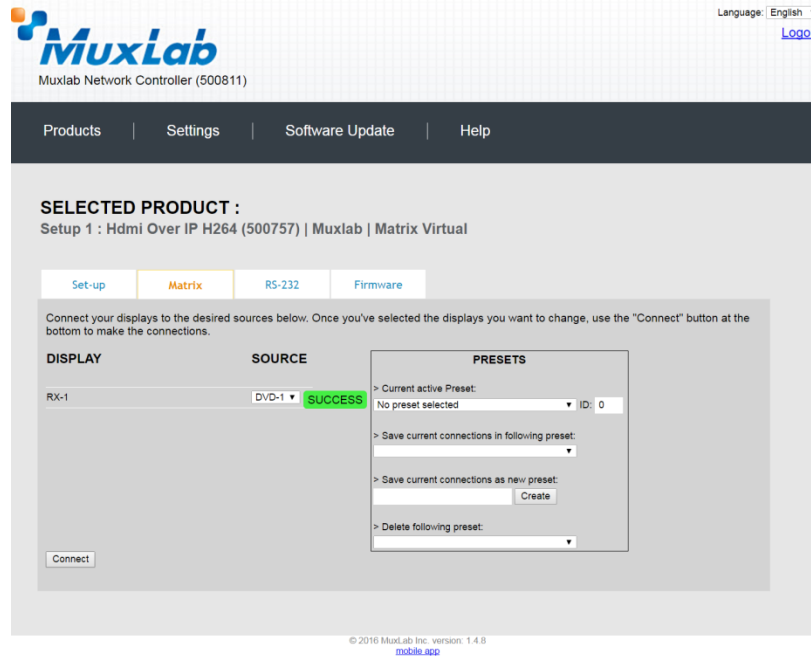 Language: English
Logo
MuxLab
Muxlab Network Controller (500811)
Products | Settings | Software Update | Help
SELECTED PRODUCT :
Setup 1 : Hdmi Over IP H264 (500757) | Muxlab | Matrix Virtual
Set-up Matrix RS-232 Firmware
Connect your displays to the desired sources below. Once you've selected the displays you want to change, use the "Connect" button at the
bottom to make the connections.
DISPLAY SOURCE
RX-1 DVD-1 SUCCESS
PRESETS
> Current active Preset:
No preset selected ID: 0
> Save current connections in following preset:
> Save current connections as new preset:
Create
> Delete following preset:
Connect
© 2016 MuxLab Inc. version: 1.4.8
mobile app